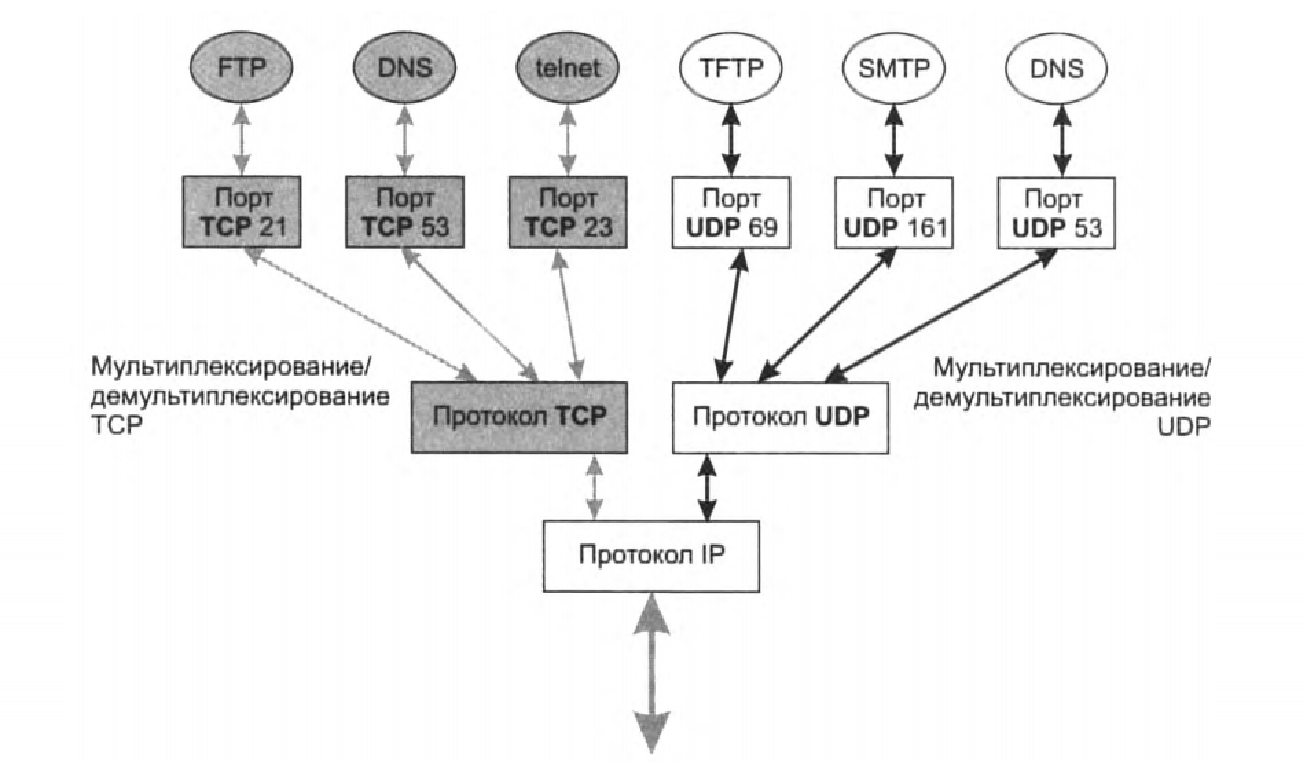 FTP
DNS
telnet
TFTP
SMTP
DNS
Порт
TCP 21
Порт
TCP 53
Порт
TCP 23
Порт
UDP 69
Порт
UDP 161
Порт
UDP 53
Мультиплексирование/
демультиплексирование
TCP
Протокол TCP
Протокол UDP
Мультиплексирование/
демультиплексирование
UDP
Протокол IP